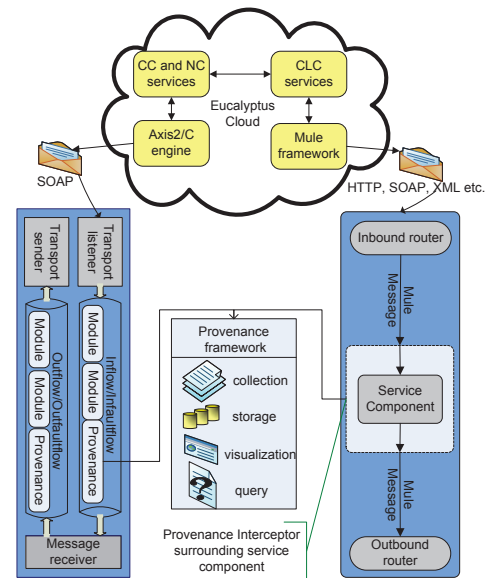 CC and NC
services
CLC
services
Eucalyptus
Cloud
Axis2/C
engine
Mule
framework
SOAP
HTTP, SOAP, XML etc.
Transport
sender
Transport
listener
Module
Module
Provenance
Outflow/Outfaultflow
Module
Module
Provenance
Inflow/Infaultflow
Message
receiver
Provenance
framework
collection
storage
visualization
query
?
Inbound router
Mule
Message
Service
Component
Mule
Message
Outbound
router
Provenance Interceptor
surrounding service
component